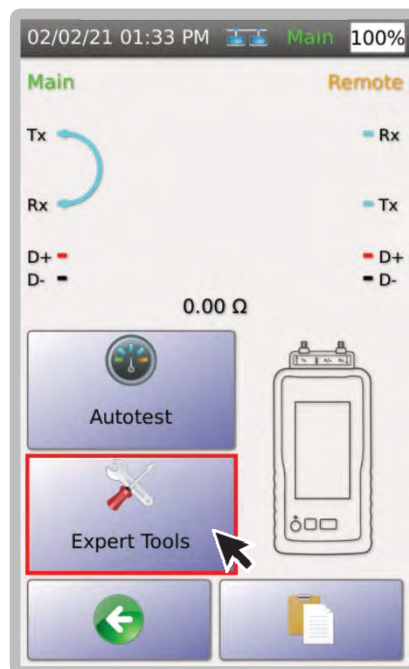 02/02/21 01:33 PM Main 100%
Main Remote
Tx Rx
Rx Tx
D+ D+
D- D-
0.00 Ω
Autotest
Expert Tools